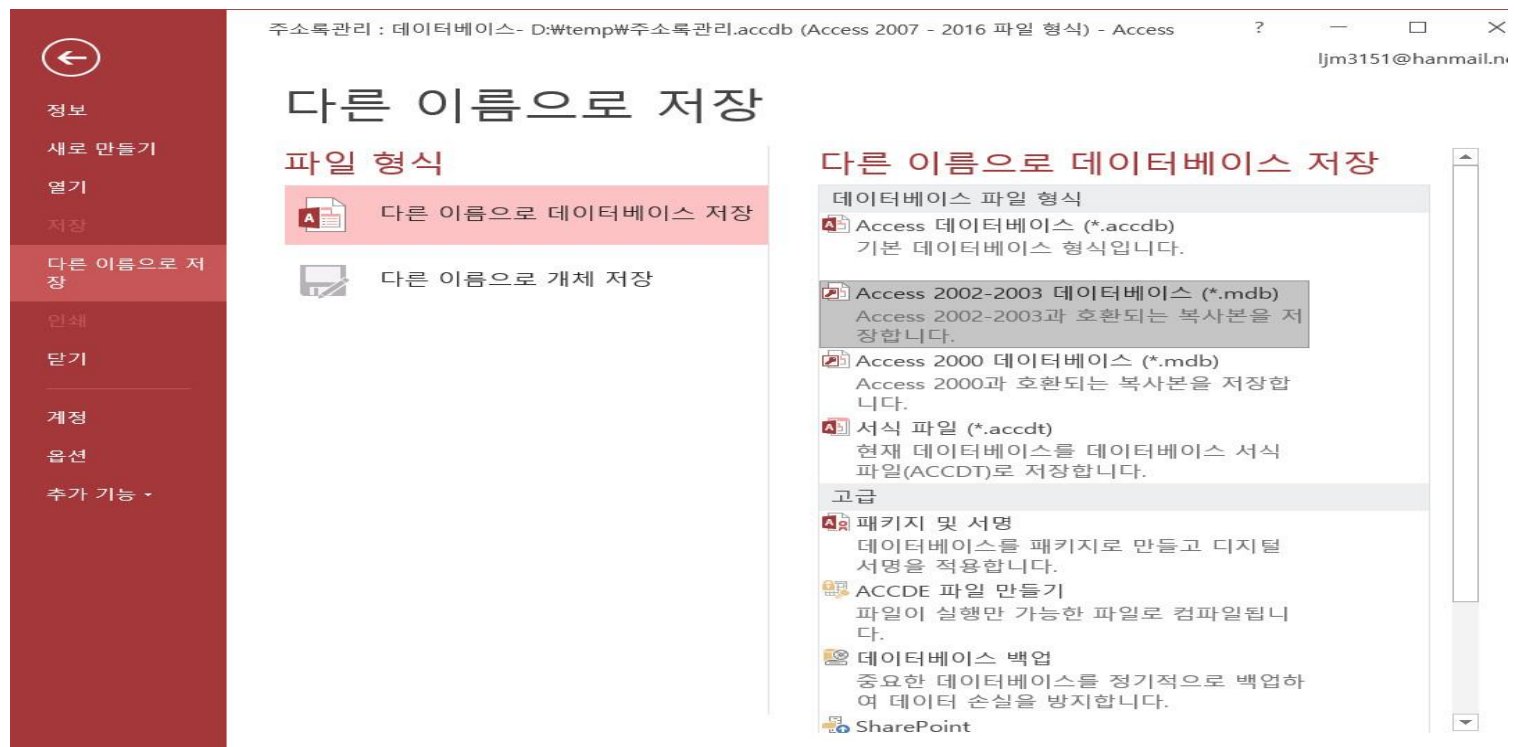 주소록관리 : 데이터베이스- D:₩temp₩주소록관리.accdb (Access 2007 - 2016 파일 형식) - Access
?
ljm3151@hanmail.n
정보
새로 만들기
열기
저장
다른 이름으로 저
장
인쇄
닫기
계정
옵션
추가 기능
다른 이름으로 저장
파일 형식
다른 이름으로 데이터베이스 저장
다른 이름으로 개체 저장
다른 이름으로 데이터베이스 저장
데이터베이스 파일 형식
Access 데이터베이스 (*.accdb)
기본 데이터베이스 형식입니다.
Access 2002-2003 데이터베이스 (*.mdb)
Access 2002-2003과 호환되는 복사본을 저
장합니다.
Access 2000 데이터베이스 (*.mdb)
Access 2000과 호환되는 복사본을 저장합
니다.
서식 파일 (*.accdt)
현재 데이터베이스를 데이터베이스 서식
파일(ACCDT)로 저장합니다.
고급
패키지 및 서명
데이터베이스를 패키지로 만들고 디지털
서명을 적용합니다.
ACCDE 파일 만들기
파일이 실행만 가능한 파일로 컴파일됩니
다.
데이터베이스 백업
중요한 데이터베이스를 정기적으로 백업하
여 데이터 손실을 방지합니다.
SharePoint